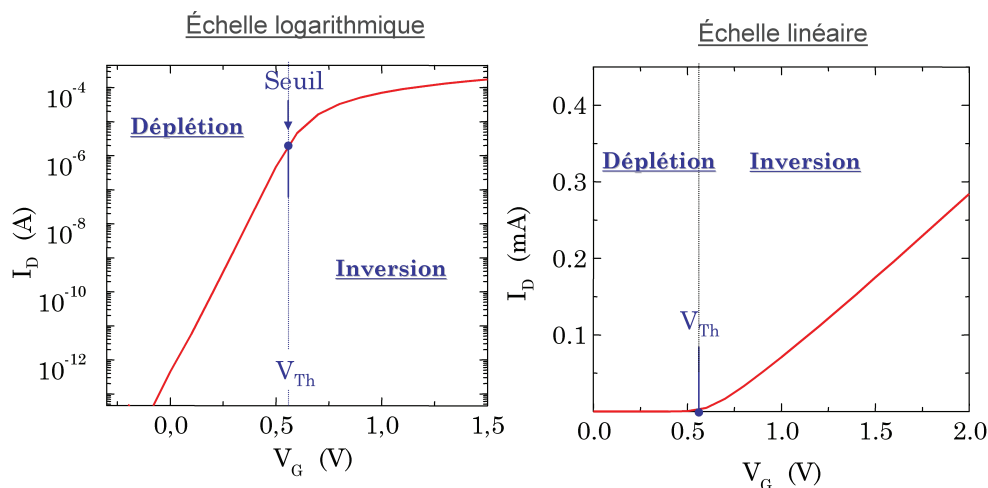 Échelle logarithmique
Seuil
Déplétion
Inversion
V_Th
I_D (A)
10^-4
10^-6
10^-8
10^-10
10^-12
0,0 0,5 1,0 1,5
V_G (V)
Échelle linéaire
Déplétion Inversion
V_Th
I_D (mA)
0.4
0.3
0.2
0.1
0.0 0.5 1.0 1.5 2.0
V_G (V)